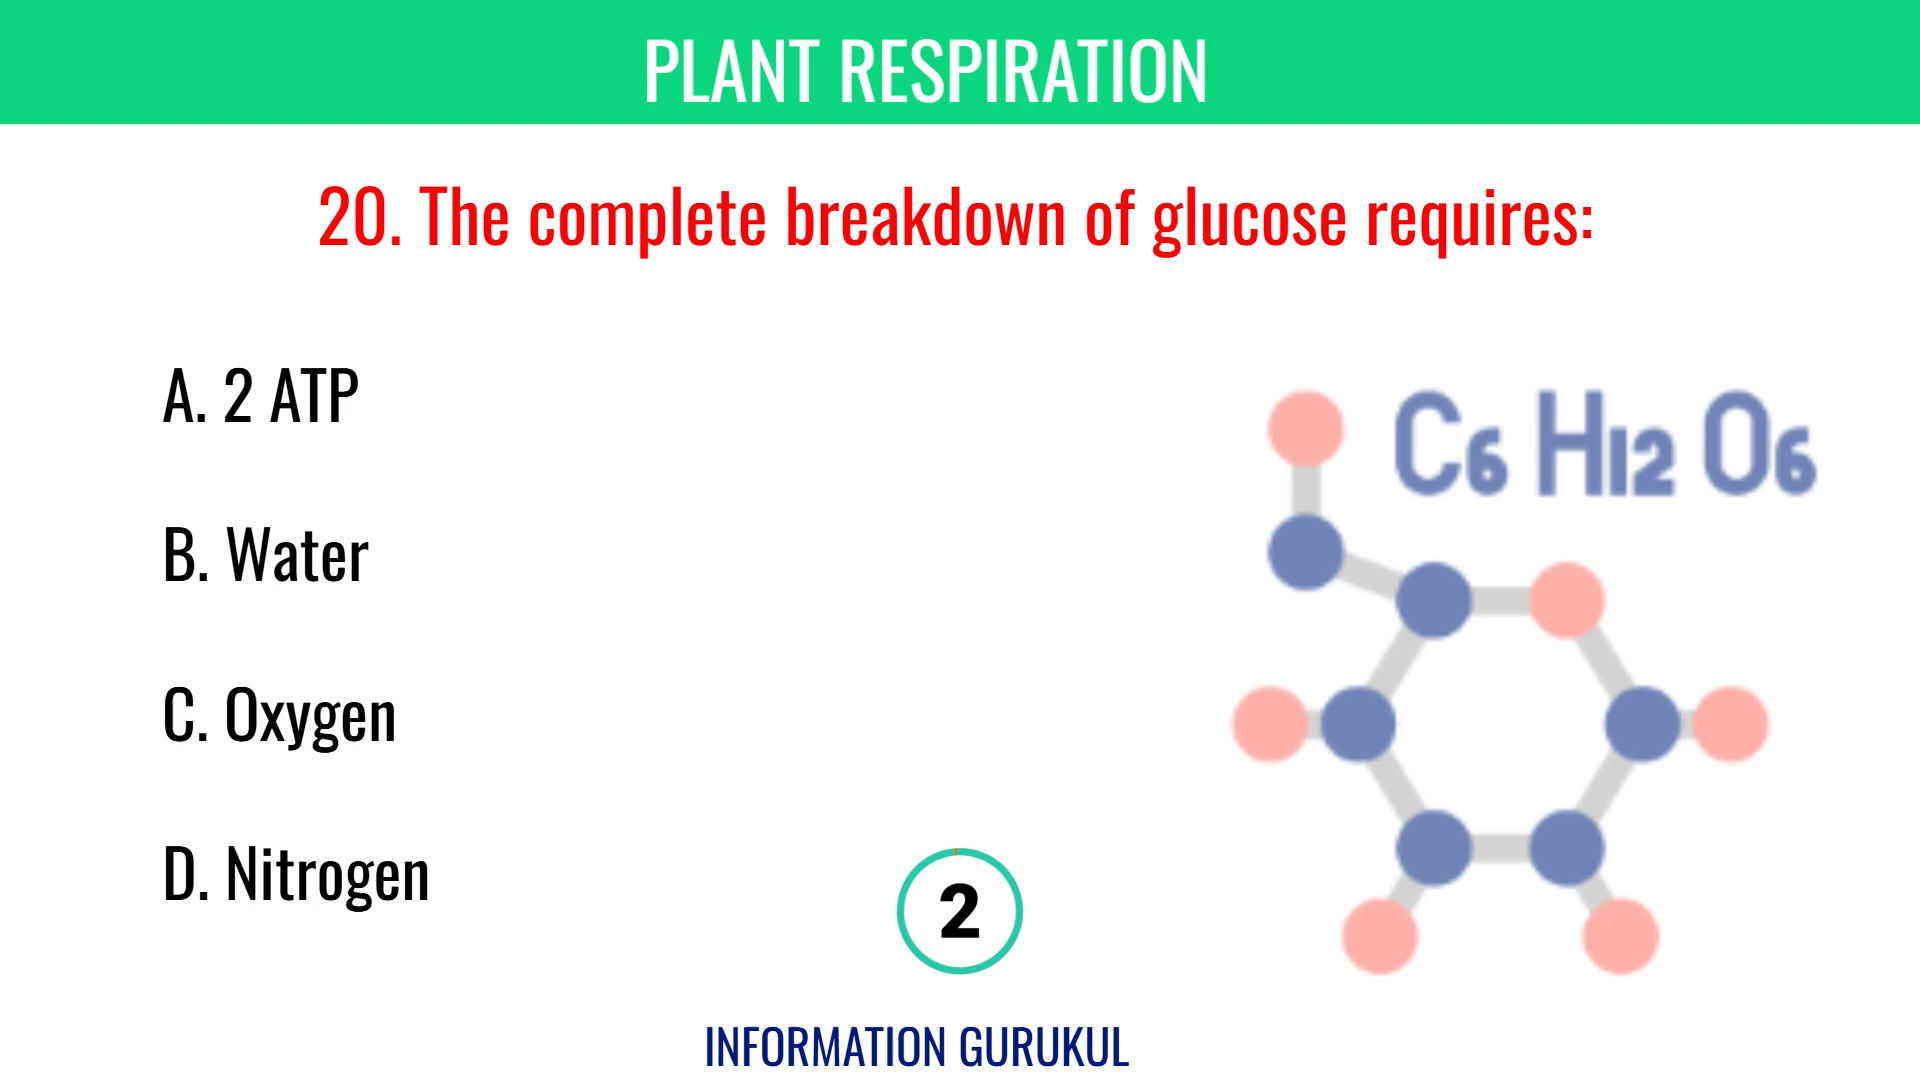 PLANT RESPIRATION
20. The complete breakdown of glucose requires:
A. 2 ATP
B. Water
C. Oxygen
D. Nitrogen
C6 H12 O6
2
INFORMATION GURUKUL